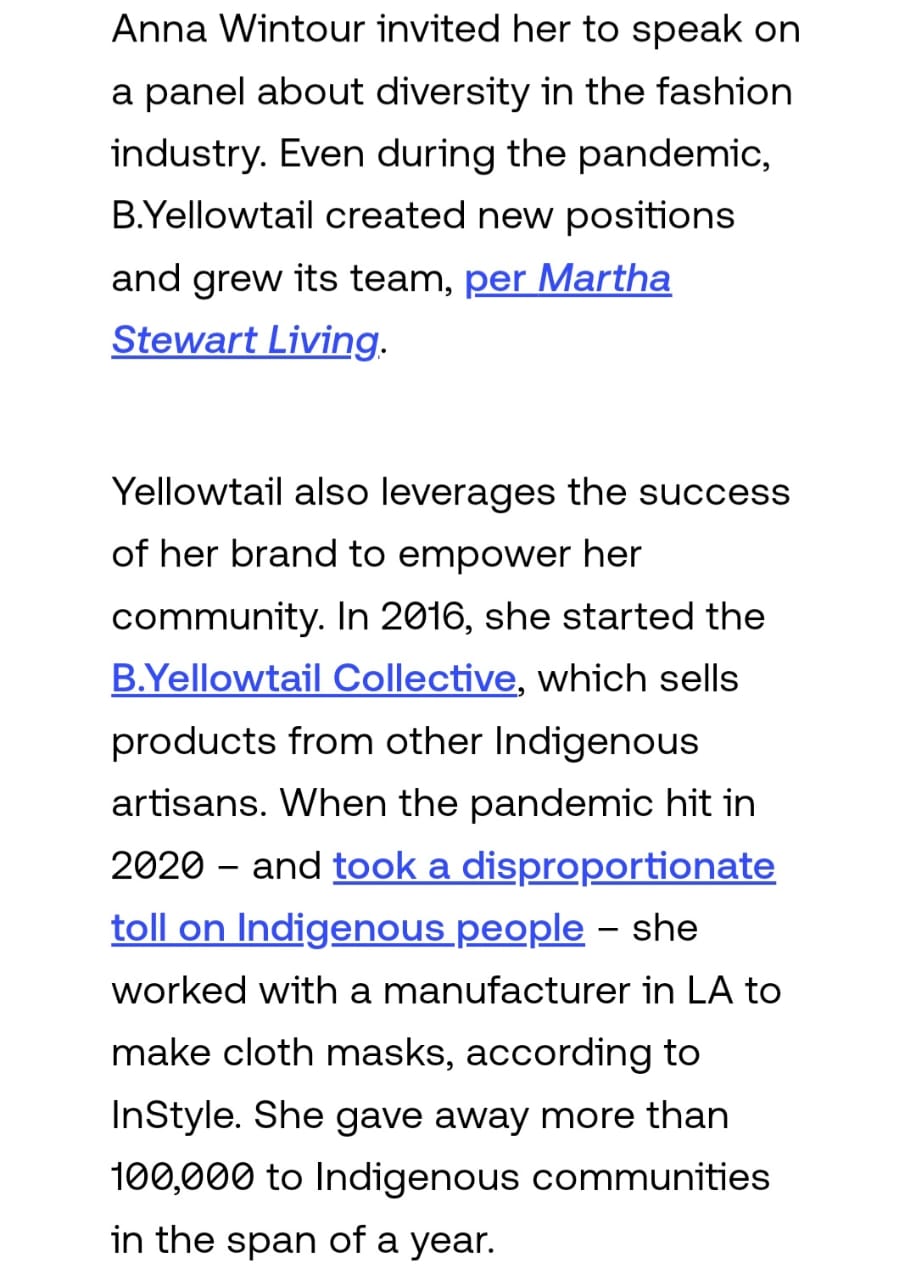 Anna Wintour invited her to speak on
a panel about diversity in the fashion
industry. Even during the pandemic,
B.Yellowtail created new positions
and grew its team, per Martha
Stewart Living.
Yellowtail also leverages the success
of her brand to empower her
community. In 2016, she started the
B.Yellowtail Collective, which sells
products from other Indigenous
artisans. When the pandemic hit in
2020 – and took a disproportionate
toll on Indigenous people – she
worked with a manufacturer in LA to
make cloth masks, according to
InStyle. She gave away more than
100,000 to Indigenous communities
in the span of a year.